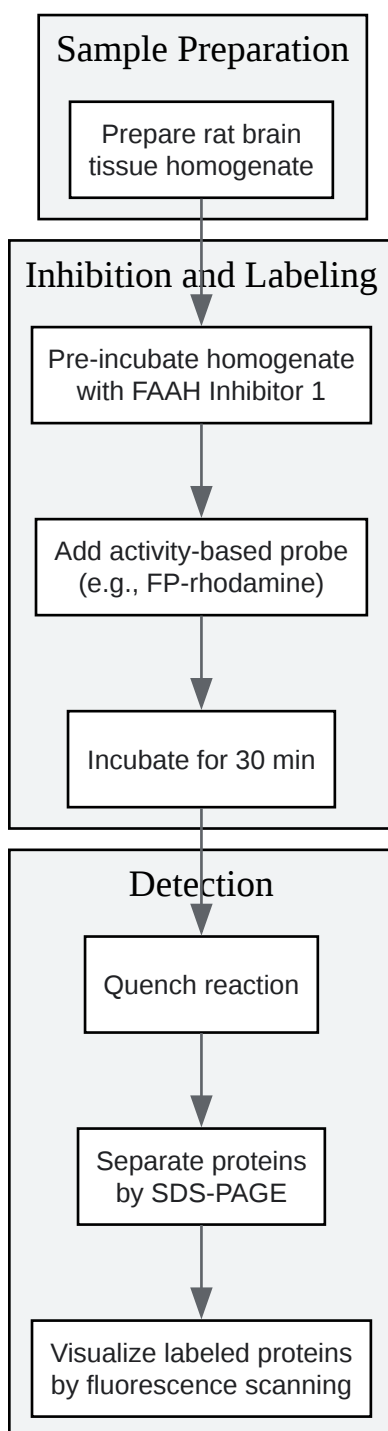 Sample Preparation
Prepare rat brain
tissue homogenate
Inhibition and Labeling
Pre-incubate homogenate
with FAAH Inhibitor 1
Add activity-based probe
(e.g., FP-rhodamine)
Incubate for 30 min
Detection
Quench reaction
Separate proteins
by SDS-PAGE
Visualize labeled proteins
by fluorescence scanning